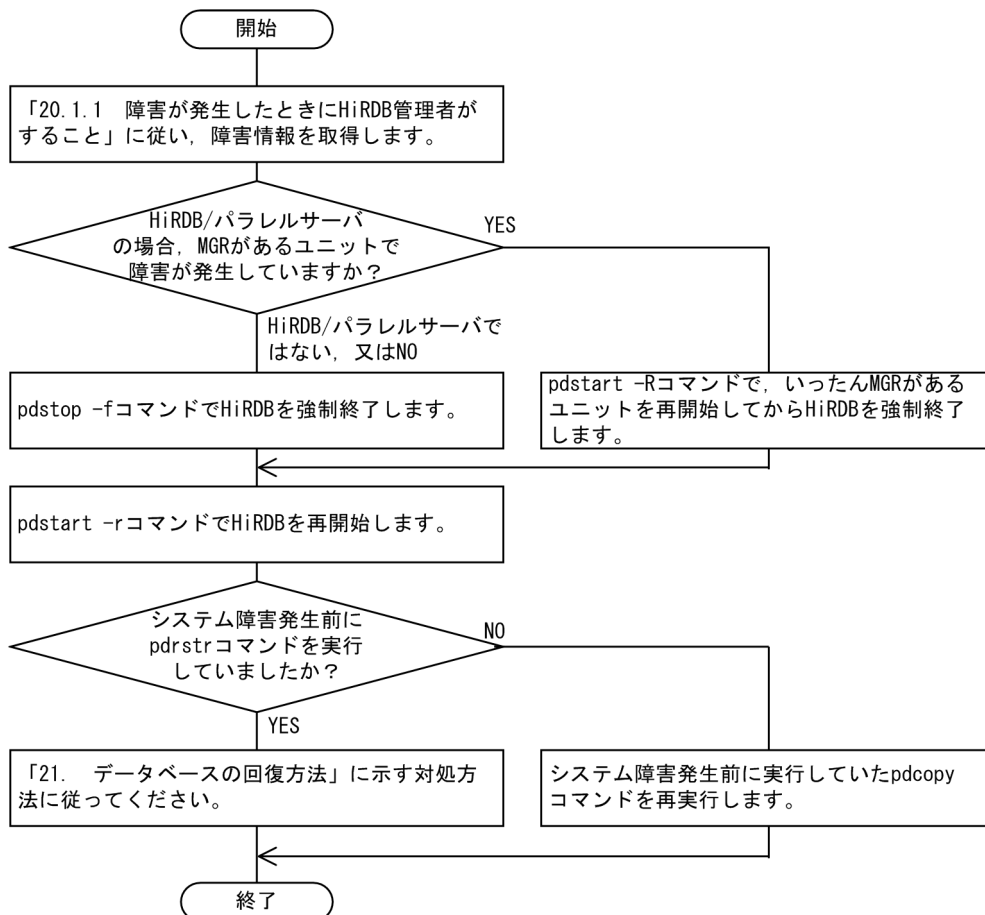 開始
「20.1.1　障害が発生したときにHiRDB管理者が
すること」に従い，障害情報を取得します。
HiRDB/パラレルサーバ
の場合，MGRがあるユニットで
障害が発生していますか？
YES
HiRDB/パラレルサーバで
はない，又はNO
pdstop -fコマンドでHiRDBを強制終了します。
pdstart -Rコマンドで，いったんMGRがある
ユニットを再開始してからHiRDBを強制終了
します。
pdstart -rコマンドでHiRDBを再開始します。
システム障害発生前に
pdrstrコマンドを実行
していましたか？
NO
YES
「21.　データベースの回復方法」に示す対処方
法に従ってください。
システム障害発生前に実行していたpdcopy
コマンドを再実行します。
終了